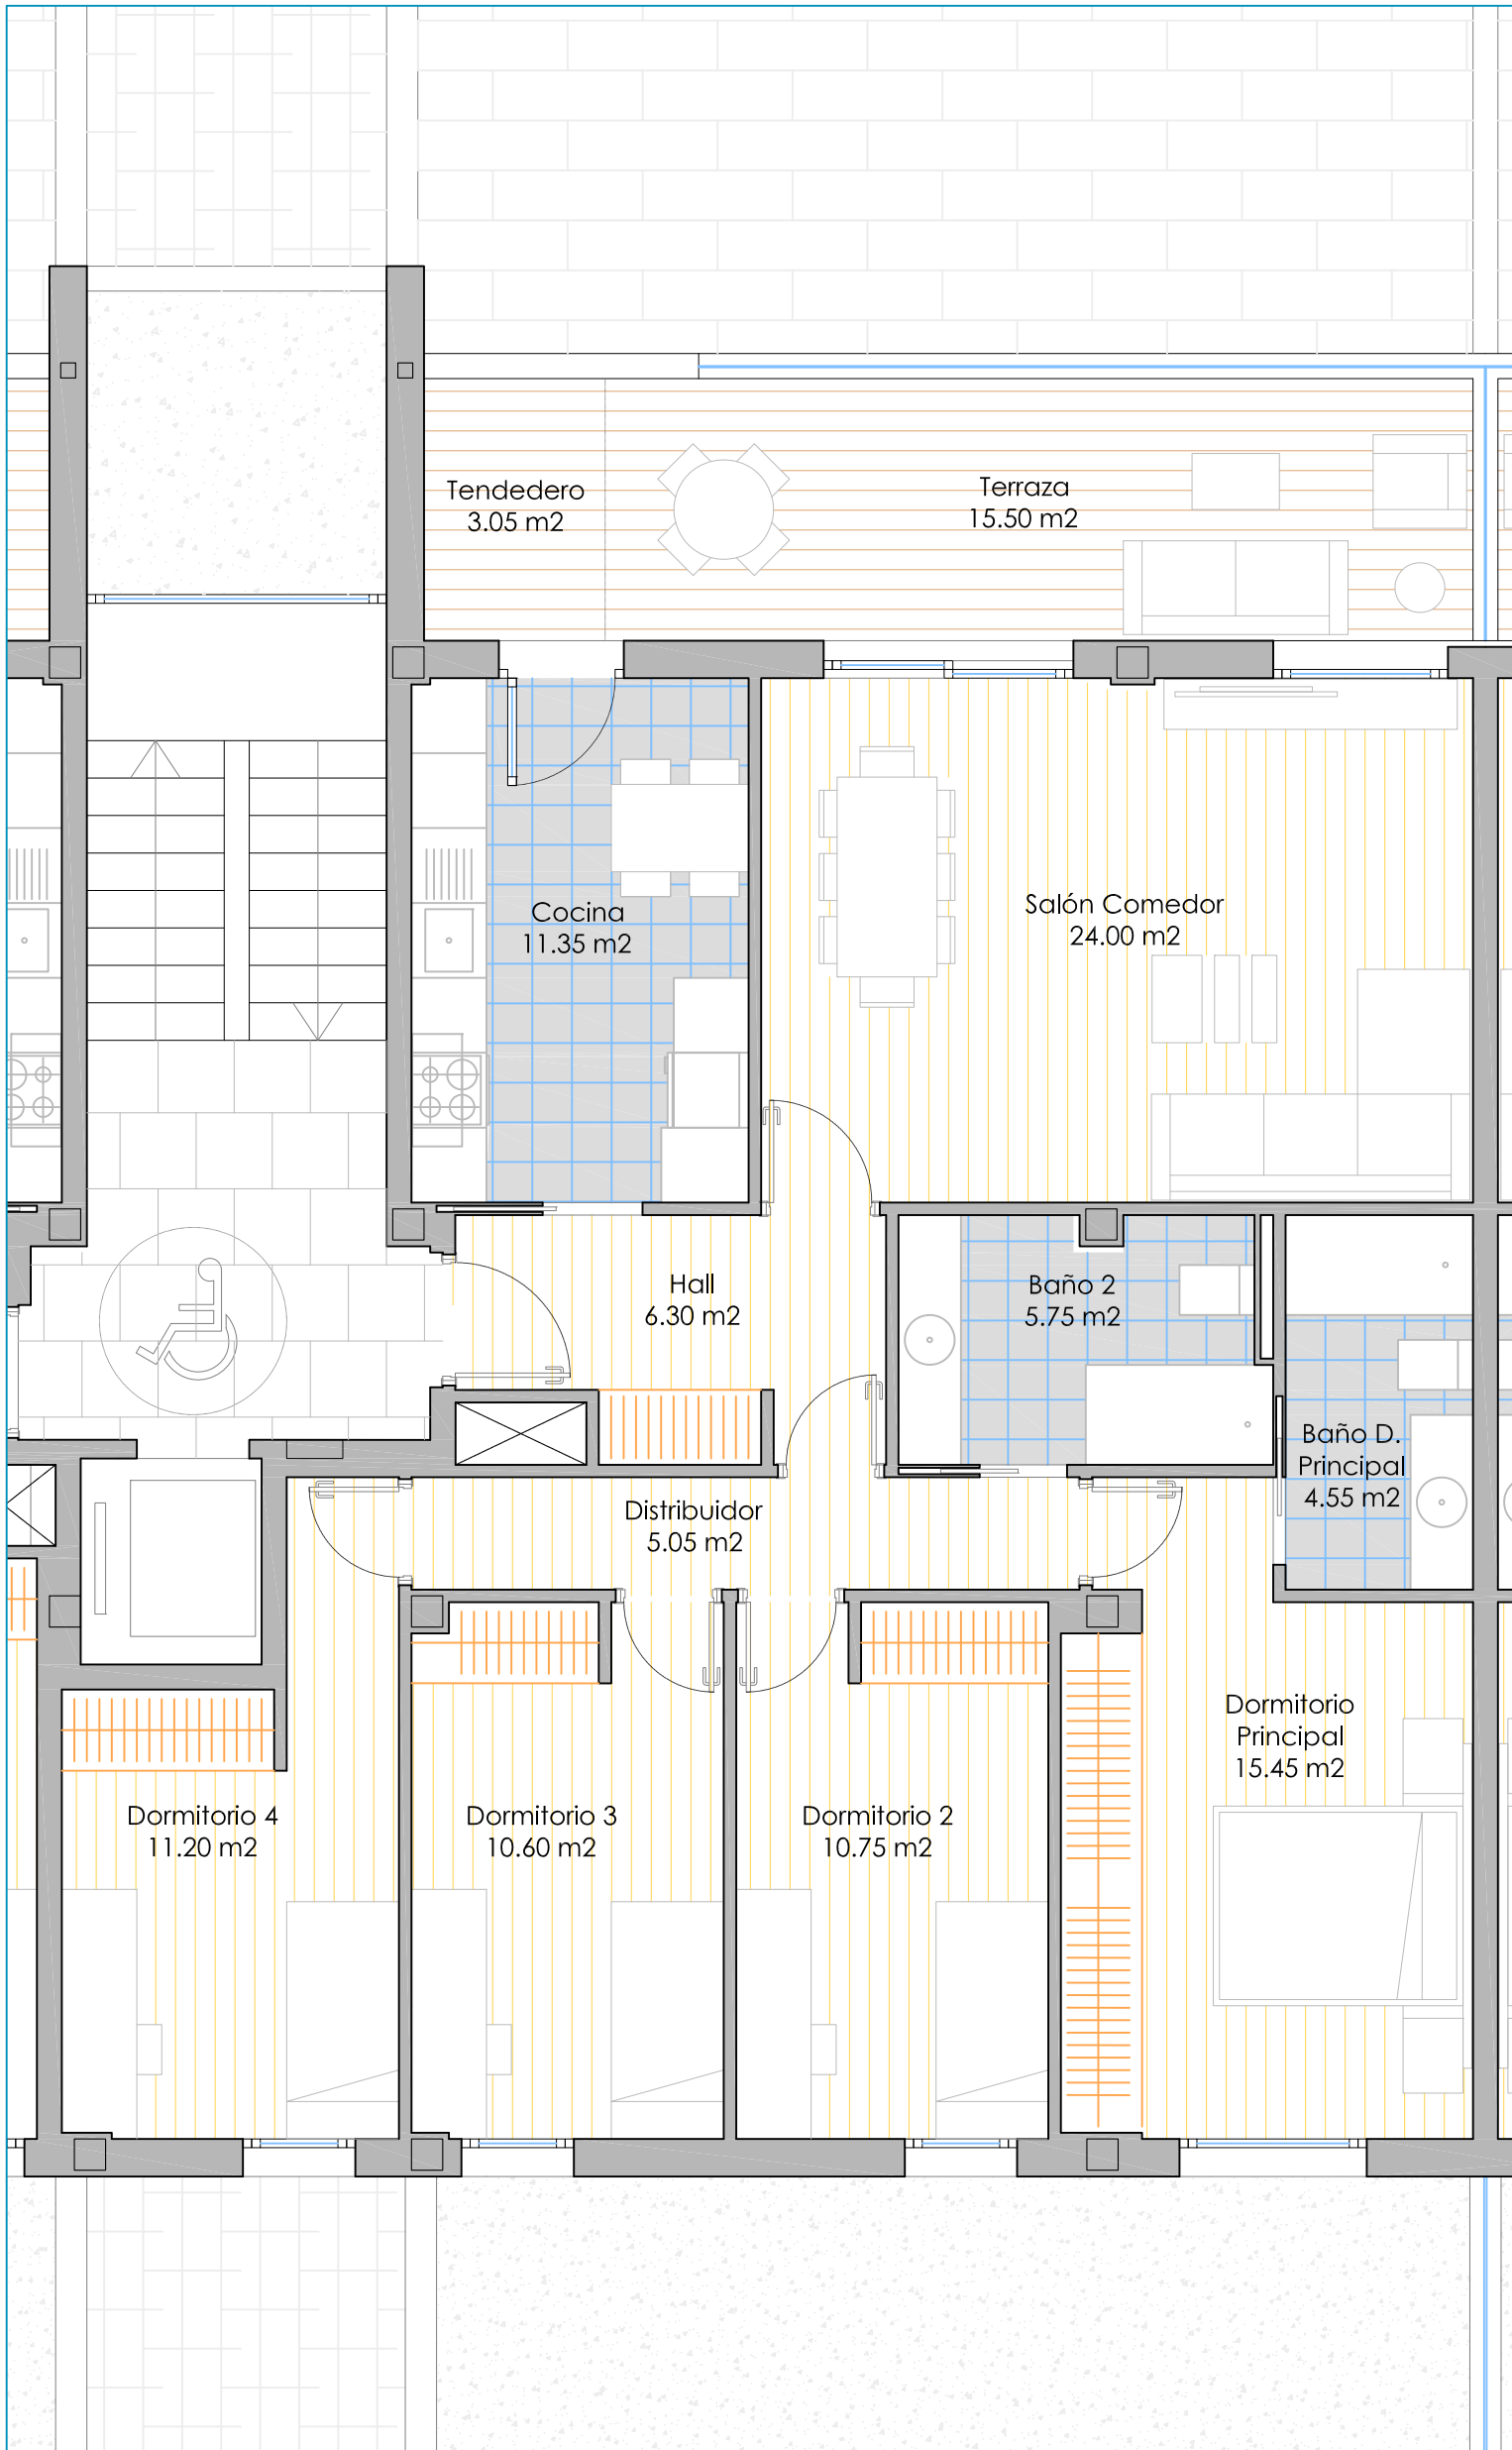 Tendedero
3.05 m2
Terraza
15.50 m2
Cocina
11.35 m2
Salón Comedor
24.00 m2
Hall
6.30 m2
Baño 2
5.75 m2
Baño D.
Principal
4.55 m2
Distribuidor
5.05 m2
Dormitorio
Principal
15.45 m2
Dormitorio 4
11.20 m2
Dormitorio 3
10.60 m2
Dormitorio 2
10.75 m2